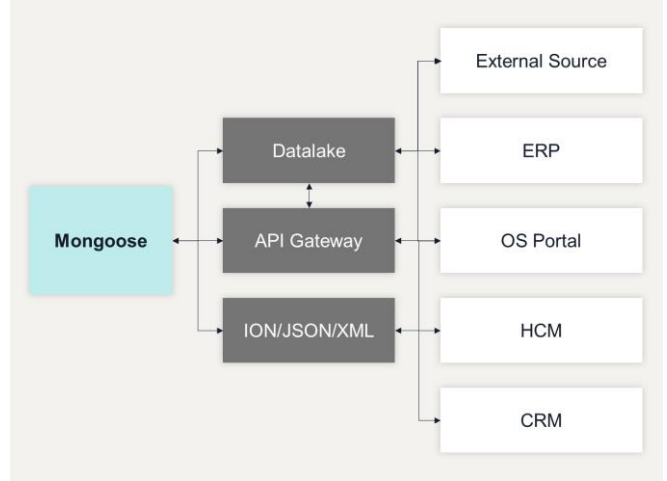 External Source
Datalake
ERP
Mongoose
API Gateway
OS Portal
ION/JSON/XML
HCM
CRM